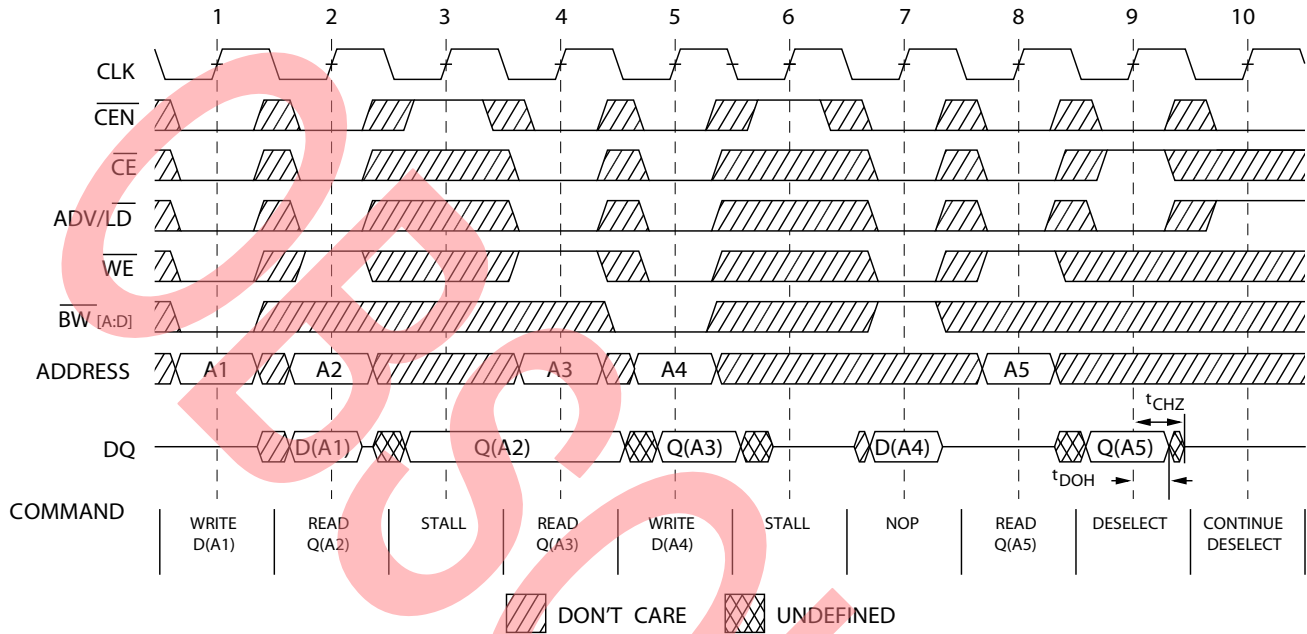 1 2 3 4 5 6 7 8 9 10
CLK
CEN
CE
ADV/LD
WE
BW [A:D]
ADDRESS A1 A2 A3 A4 A5
tCHZ
DQ D(A1) Q(A2) Q(A3) D(A4) Q(A5)
tDOH
COMMAND
WRITE D(A1)
READ Q(A2)
STALL
READ Q(A3)
WRITE D(A4)
STALL
NOP
READ Q(A5)
DESELECT
CONTINUE DESELECT
DON'T CARE UNDEFINED
OBSC